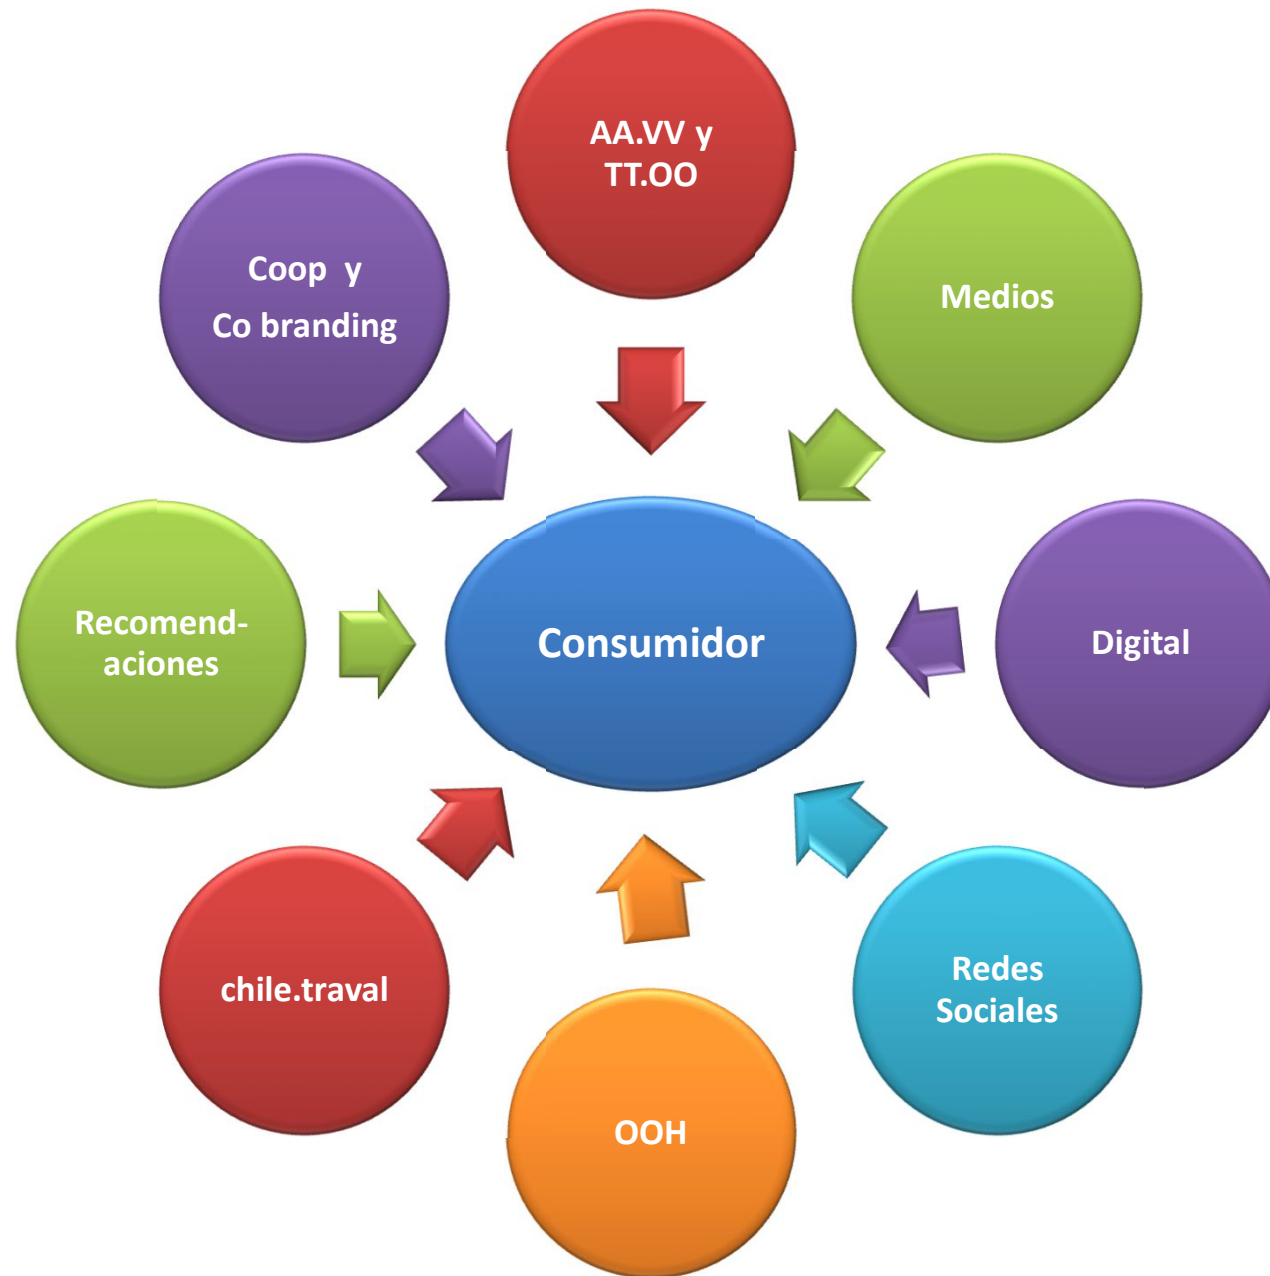 AA.VV y
TT.OO
Medios
Digital
Redes
Sociales
OOH
chile.traval
Recomend-
aciones
Coop y
Co branding
Consumidor